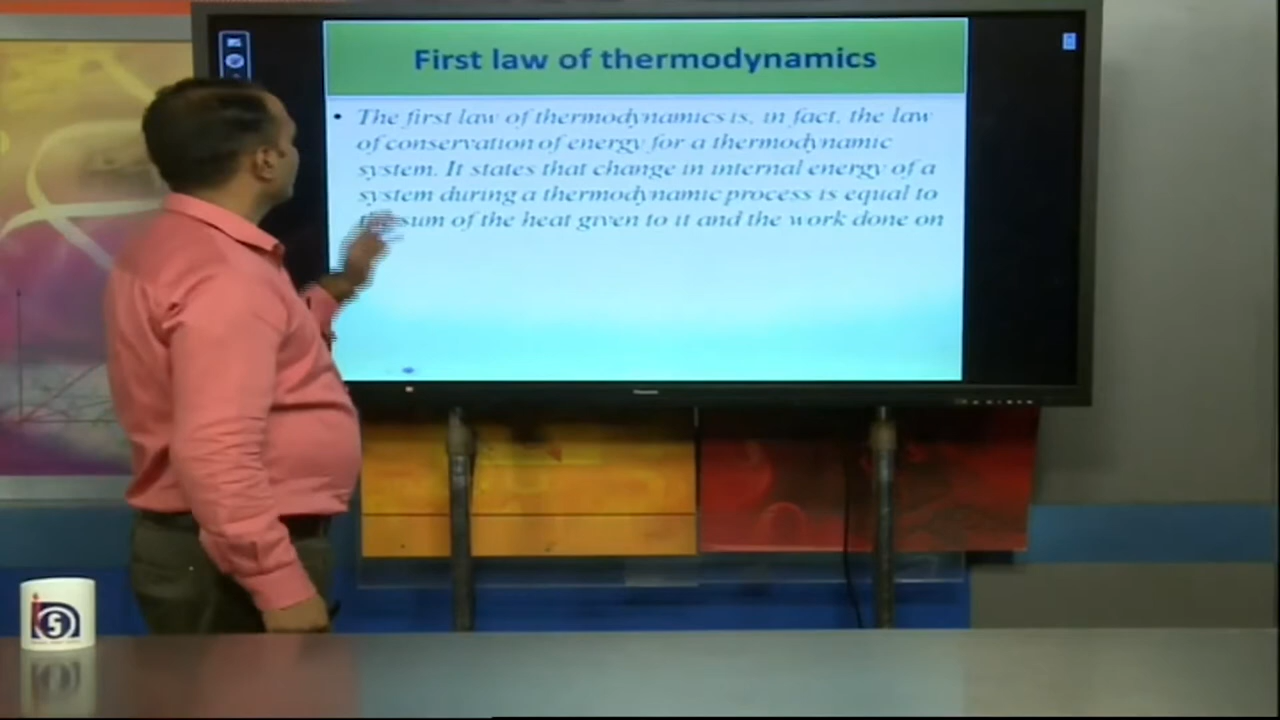 First law of thermodynamics
• The first law of thermodynamics is, in fact, the law
of conservation of energy for a thermodynamic
system. It states that change in internal energy of a
system during a thermodynamic process is equal to
the sum of the heat given to it and the work done on
5